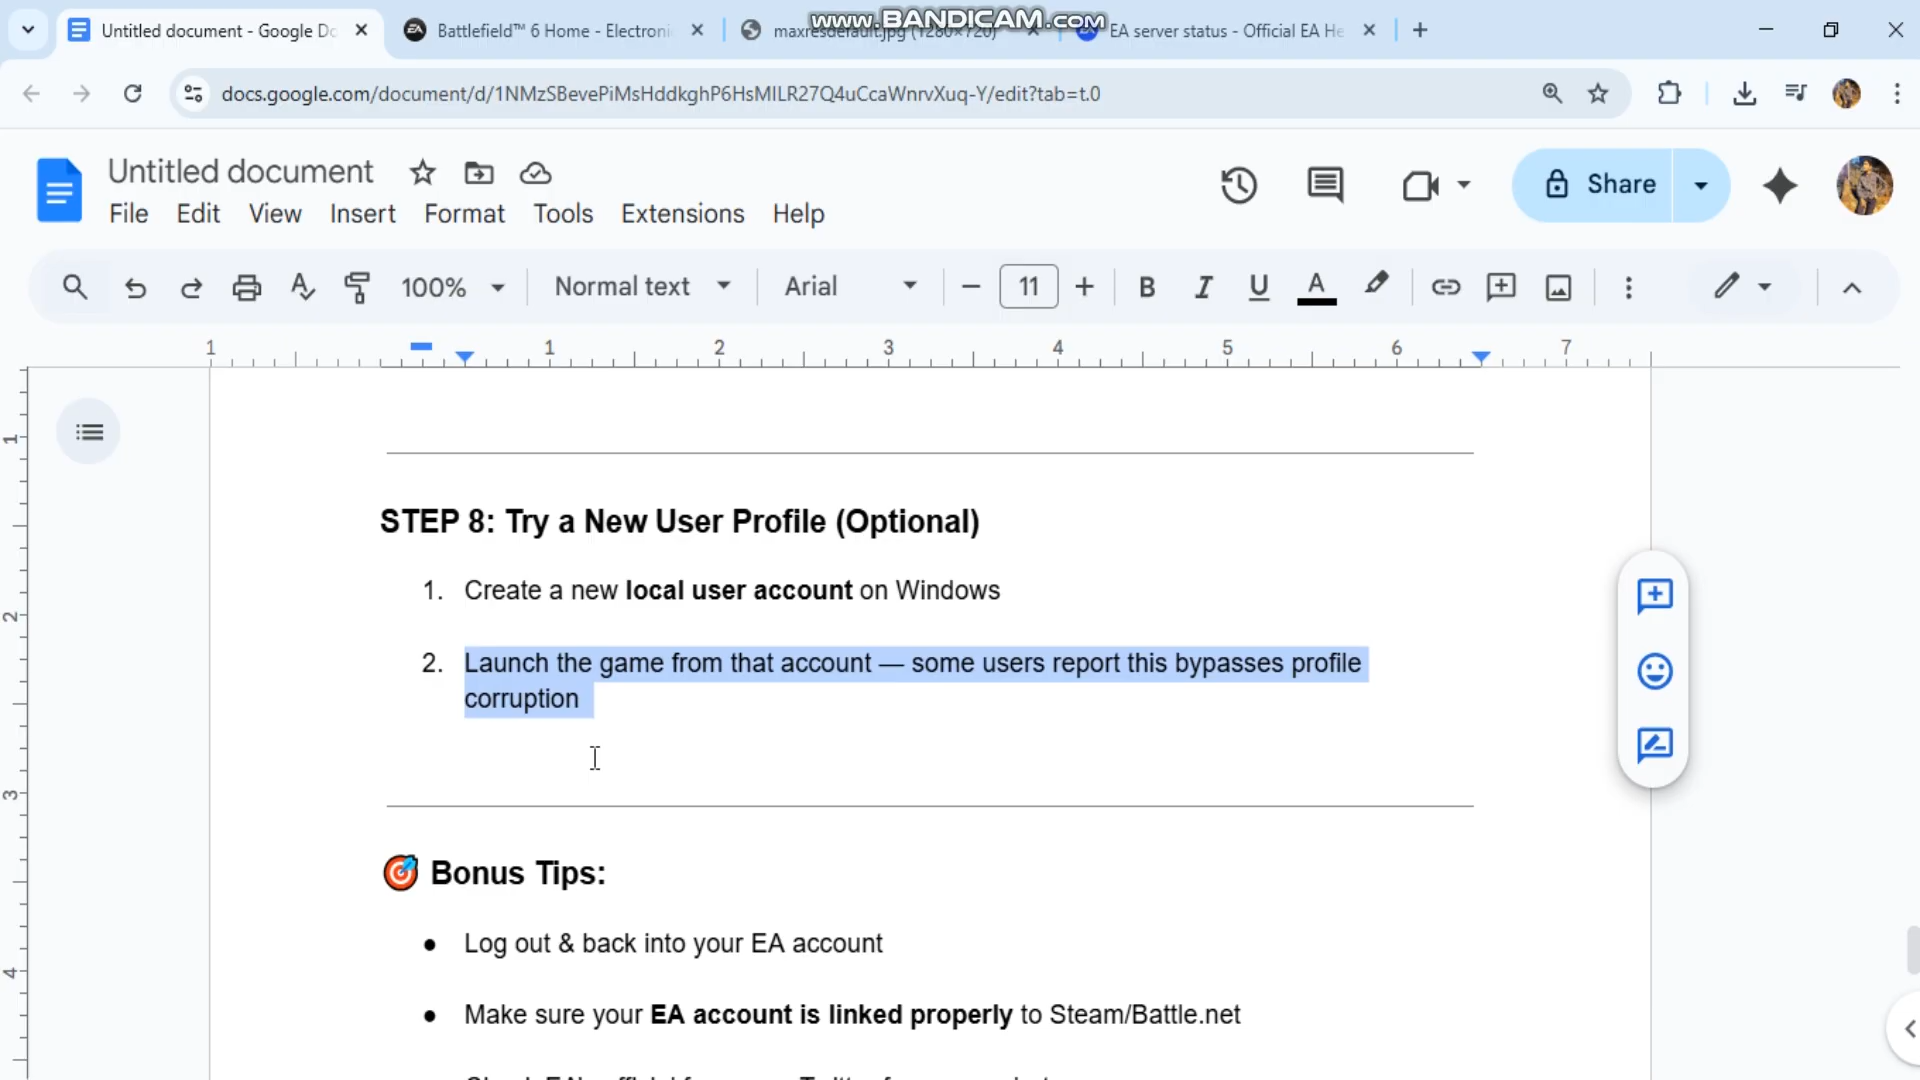 Untitled document - Google Do
Battlefield™ 6 Home - Electroni
maxresdefault.jpg (1280×720)
EA server status - Official EA He
www.BANDICAM.com
docs.google.com/document/d/1NMzSBevePiMsHddkghP6HsMILR27Q4uCcaWnrvXuq-Y/edit?tab=t.0
Untitled document
File Edit View Insert Format Tools Extensions Help
Share
100% Normal text Arial 11 B I U A
1 1 2 3 4 5 6 7
1
2
3
4
STEP 8: Try a New User Profile (Optional)
1. Create a new local user account on Windows
2. Launch the game from that account — some users report this bypasses profile
corruption
🎯 Bonus Tips:
● Log out & back into your EA account
● Make sure your EA account is linked properly to Steam/Battle.net